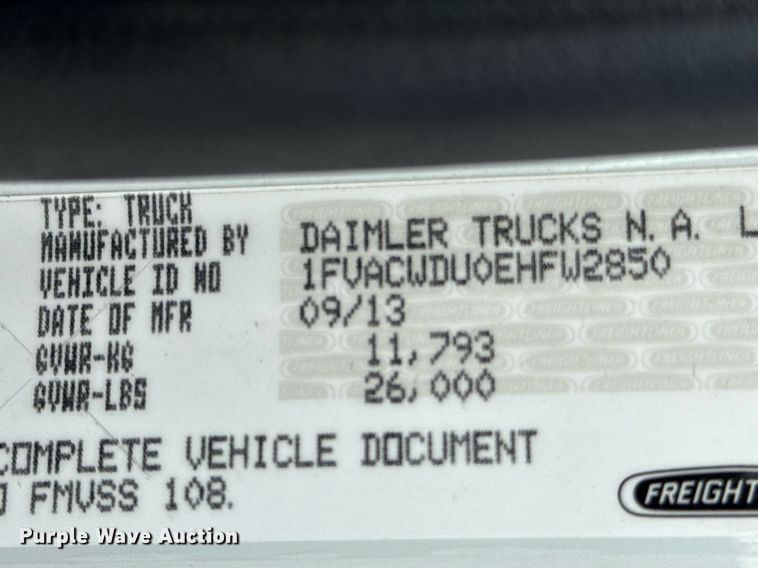 TYPE: TRUCK
MANUFACTURED BY DAIMLER TRUCKS N.A. L
VEHICLE ID NO 1FVACWDU0EHFW2850
DATE OF MFR 09/13
GVWR-KG 11,793
GVWR-LBS 26,000
COMPLETE VEHICLE DOCUMENT
FMVSS 108.
FREIGHT
Purple Wave Auction